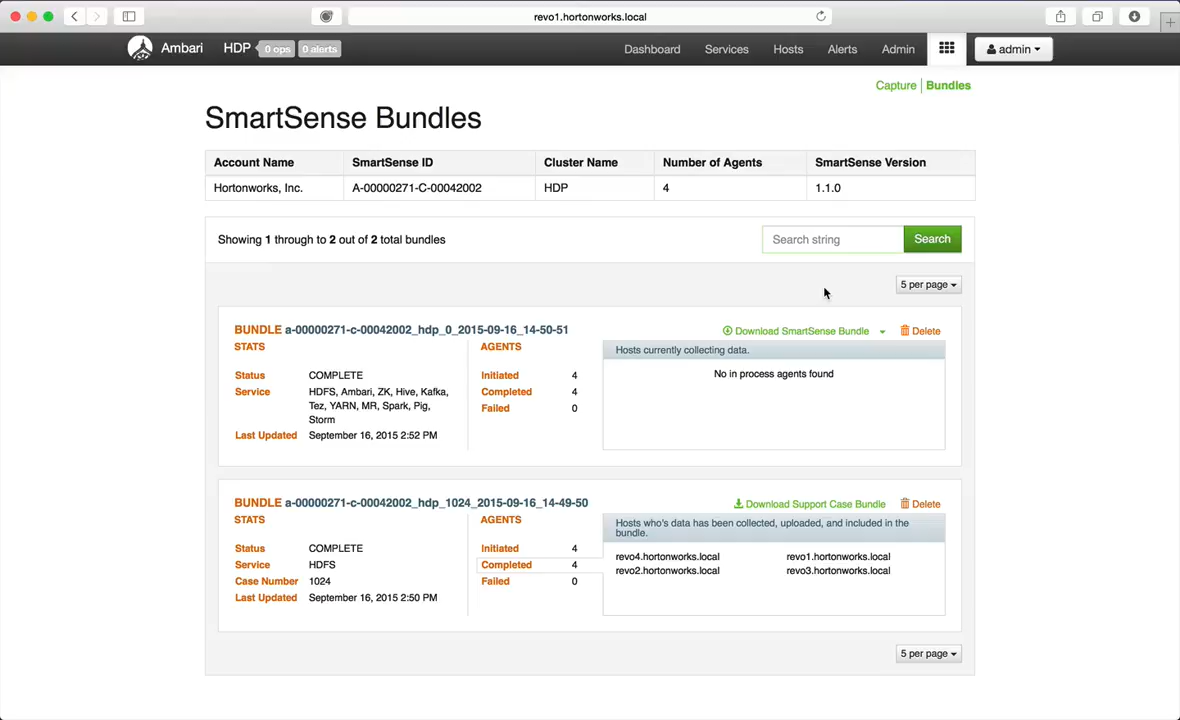 revo1.hortonworks.local
Ambari HDP 0 ops 0 alerts Dashboard Services Hosts Alerts Admin admin
Capture Bundles
SmartSense Bundles
Account Name SmartSense ID Cluster Name Number of Agents SmartSense Version
Hortonworks, Inc. A-00000271-C-00042002 HDP 4 1.1.0
Showing 1 through to 2 out of 2 total bundles Search string Search
5 per page
BUNDLE a-00000271-c-00042002_hdp_0_2015-09-16_14-50-51 Download SmartSense Bundle Delete
STATS AGENTS Hosts currently collecting data.
No in process agents found
Status COMPLETE Initiated 4
Service HDFS, Ambari, ZK, Hive, Kafka, Completed 4
Tez, YARN, MR, Spark, Pig, Failed 0
Storm
Last Updated September 16, 2015 2:52 PM
BUNDLE a-00000271-c-00042002_hdp_1024_2015-09-16_14-49-50 Download Support Case Bundle Delete
STATS AGENTS Hosts who's data has been collected, uploaded, and included in the
bundle.
Status COMPLETE Initiated 4 revo4.hortonworks.local revo1.hortonworks.local
Service HDFS Completed 4 revo2.hortonworks.local revo3.hortonworks.local
Case Number 1024 Failed 0
Last Updated September 16, 2015 2:50 PM
5 per page